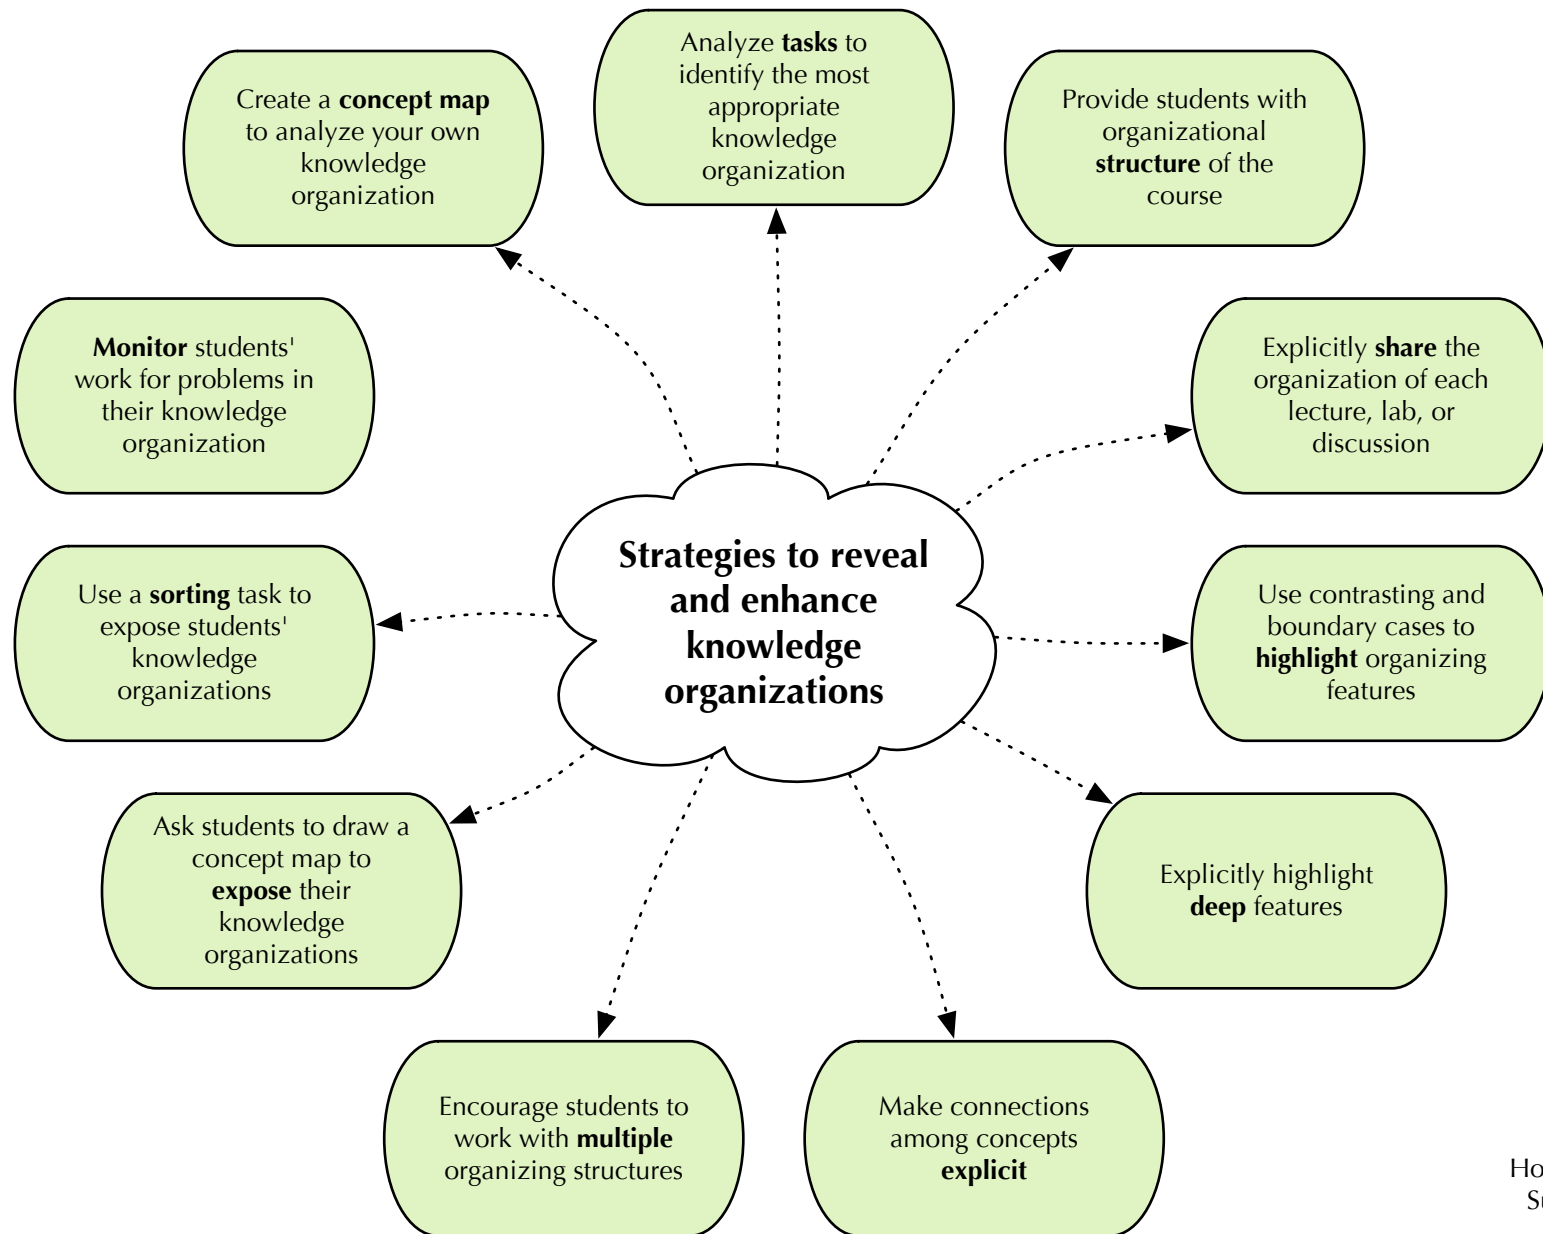 Analyze tasks to
identify the most
appropriate
knowledge
organization
Create a concept map
to analyze your own
knowledge
organization
Provide students with
organizational
structure of the
course
Monitor students'
work for problems in
their knowledge
organization
Explicitly share the
organization of each
lecture, lab, or
discussion
Strategies to reveal
and enhance
knowledge
organizations
Use a sorting task to
expose students'
knowledge
organizations
Use contrasting and
boundary cases to
highlight organizing
features
Ask students to draw a
concept map to
expose their
knowledge
organizations
Explicitly highlight
deep features
Encourage students to
work with multiple
organizing structures
Make connections
among concepts
explicit